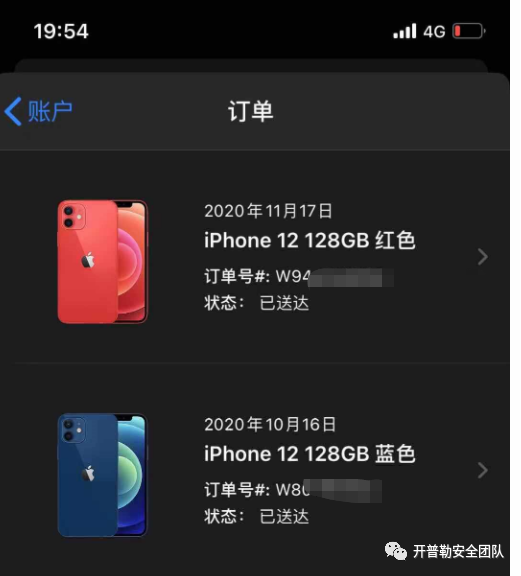 19:54
4G
账户
订单
2020年11月17日
iPhone 12 128GB 红色
订单号#: W94
状态： 已送达
2020年10月16日
iPhone 12 128GB 蓝色
订单号#: W80
状态： 已送达
开普勒安全团队